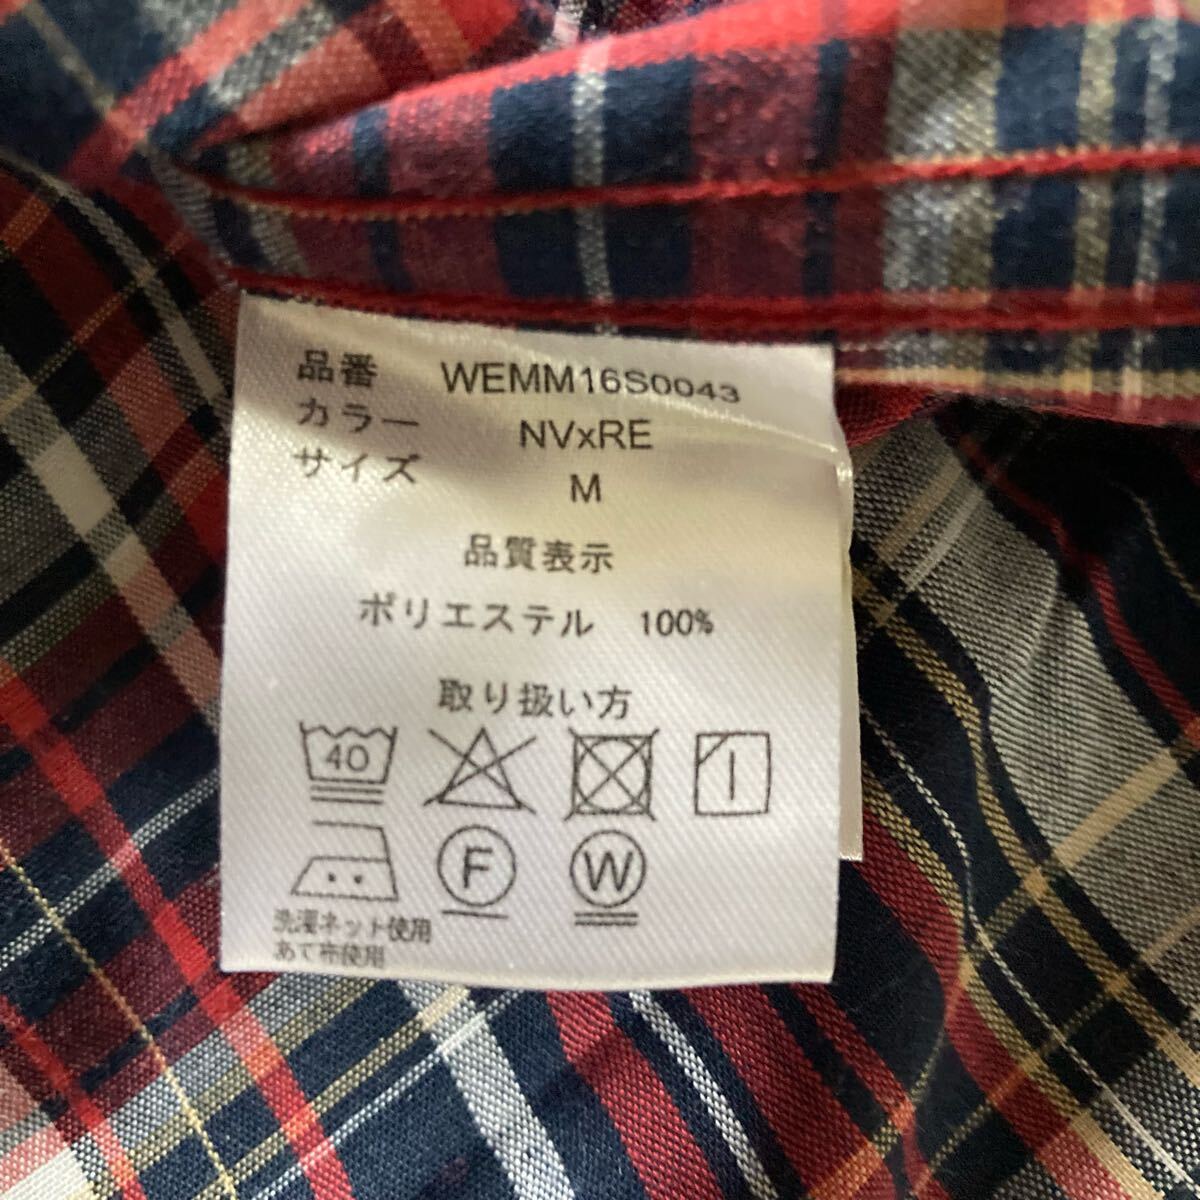 品番 WEMM16S0043
カラー NVxRE
サイズ M
品質表示
ポリエステル 100%
取り扱い方
40
F W
洗濯ネット使用
あて布使用